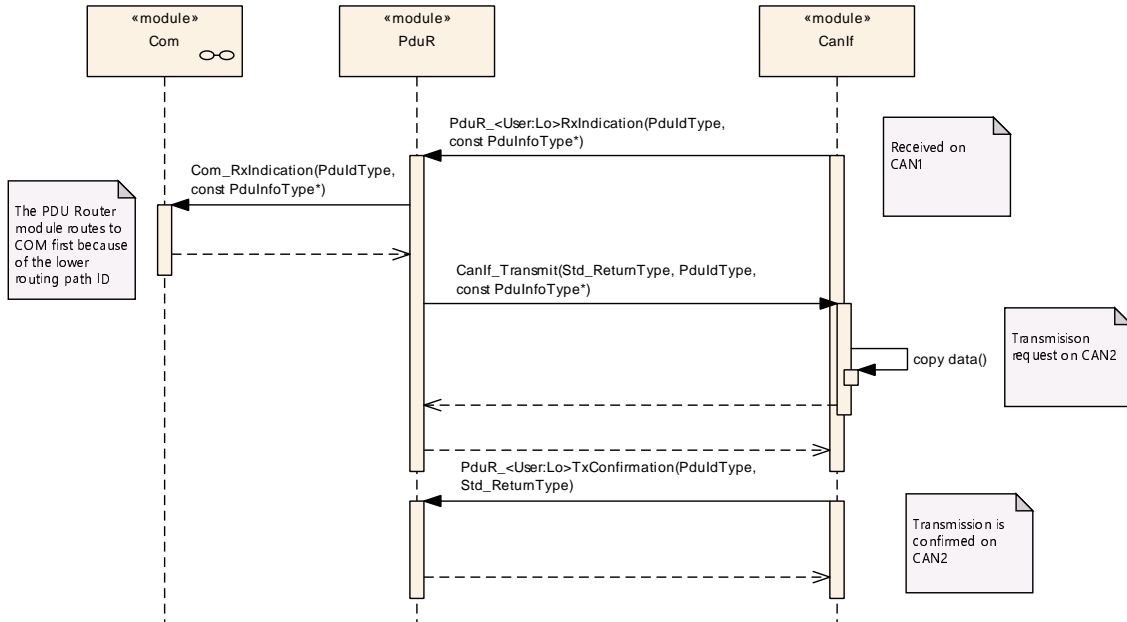 «module»
Com
«module»
PduR
«module»
CanIf
PduR_<User:Lo>RxIndication(PduIdType,
const PduInfoType*)
Received on
CAN1
Com_RxIndication(PduIdType,
const PduInfoType*)
The PDU Router
module routes to
COM first because
of the lower
routing path ID
CanIf_Transmit(Std_ReturnType, PduIdType,
const PduInfoType*)
Transmisison
request on CAN2
copy data()
PduR_<User:Lo>TxConfirmation(PduIdType,
Std_ReturnType)
Transmission is
confirmed on
CAN2